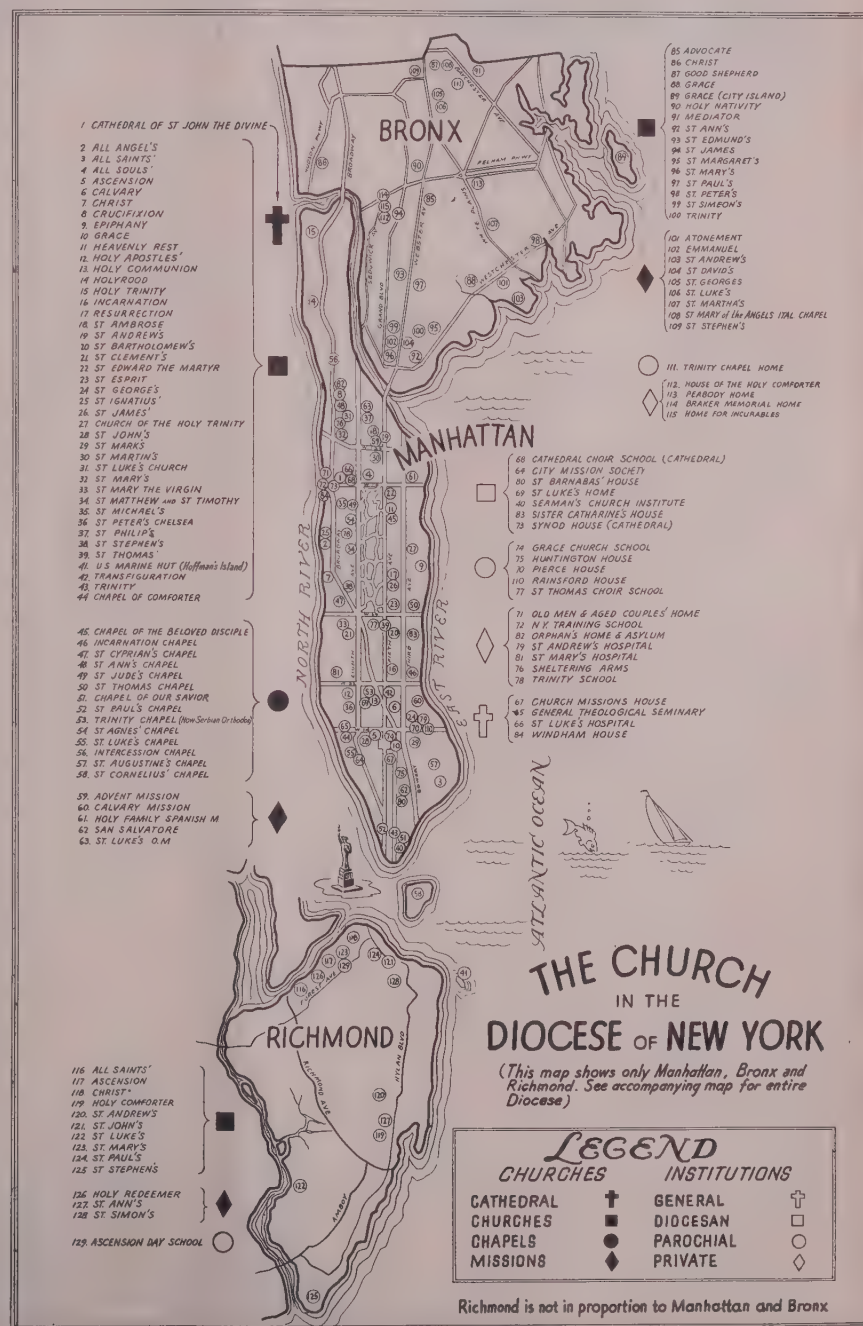 1 CATHEDRAL OF ST JOHN THE DIVINE
2 ALL ANGEL'S
3 ALL SAINTS'
4 ALL SOULS'
5 ASCENSION
6 CALVARY
7 CHRIST
8 CRUCIFIXION
9. EPIPHANY
10 GRACE
11 HEAVENLY REST
12. HOLY APOSTLES'
13 HOLY COMMUNION
14 HOLYROOD
15 HOLY TRINITY
16 INCARNATION
17 RESURRECTION
18. ST AMBROSE
19 ST ANDREW'S
20 ST BARTHOLOMEW'S
21 ST CLEMENT'S
22 ST EDWARD THE MARTYR
23 ST ESPRIT
24 ST GEORGE'S
25 ST IGNATIUS'
26. ST JAMES'
27 CHURCH OF THE HOLY TRINITY
28 ST JOHN'S
29 ST MARKS
30 ST MARTIN'S
31. ST LUKE'S CHURCH
32 ST MARY'S
33 ST MARY THE VIRGIN
34. ST MATTHEW AND ST TIMOTHY
35. ST MICHAEL'S
36 ST PETER'S CHELSEA
37. ST PHILIP'S
38. ST STEPHEN'S
39. ST THOMAS'
41. U S MARINE HUT (Hoffman's Island)
42. TRANSFIGURATION
43. TRINITY
44 CHAPEL OF COMFORTER
45. CHAPEL OF THE BELOVED DISCIPLE
46 INCARNATION CHAPEL
47. ST CYPRIAN'S CHAPEL
48 ST ANN'S CHAPEL
49 ST JUDE'S CHAPEL
50 ST THOMAS CHAPEL
51. CHAPEL OF OUR SAVIOR
52 ST PAUL'S CHAPEL
53. TRINITY CHAPEL (Now Serbian Orthodox)
54 ST AGNES' CHAPEL
55. ST LUKE'S CHAPEL
56. INTERCESSION CHAPEL
57. ST. AUGUSTINE'S CHAPEL
58. ST CORNELIUS' CHAPEL
59. ADVENT MISSION
60. CALVARY MISSION
61. HOLY FAMILY SPANISH M
62 SAN SALVATORE
63. ST. LUKE'S O.M
85 ADVOCATE
86 CHRIST
87 GOOD SHEPHERD
88. GRACE
89 GRACE (CITY ISLAND)
90 HOLY NATIVITY
91 MEDIATOR
92 ST ANN'S
93 ST EDMUND'S
94 ST JAMES
95 ST MARGARET'S
96 ST MARY'S
97 ST PAUL'S
98 ST. PETER'S
99 ST SIMEON'S
100 TRINITY
101 ATONEMENT
102 EMMANUEL
103 ST ANDREW'S
104 ST DAVID'S
105 ST. GEORGES
106 ST. LUKE'S
107 ST. MARTHA'S
108 ST MARY of the ANGELS ITAL CHAPEL
109 ST STEPHEN'S
111. TRINITY CHAPEL HOME
112. HOUSE OF THE HOLY COMFORTER
113 PEABODY HOME
114 BRAKER MEMORIAL HOME
115 HOME FOR INCURABLES
68 CATHEDRAL CHOIR SCHOOL (CATHEDRAL)
64 CITY MISSION SOCIETY
80 ST BARNABAS' HOUSE
69 ST LUKE'S HOME
40 SEAMAN'S CHURCH INSTITUTE
83 SISTER CATHARINE'S HOUSE
73 SYNOD HOUSE (CATHEDRAL)
74 GRACE CHURCH SCHOOL
75 HUNTINGTON HOUSE
70 PIERCE HOUSE
110 RAINSFORD HOUSE
77 ST THOMAS CHOIR SCHOOL
71 OLD MEN & AGED COUPLES' HOME
72 N.Y. TRAINING SCHOOL
82 ORPHAN'S HOME & ASYLUM
79 ST ANDREW'S HOSPITAL
81 ST MARY'S HOSPITAL
76 SHELTERING ARMS
78 TRINITY SCHOOL
67 CHURCH MISSIONS HOUSE
65 GENERAL THEOLOGICAL SEMINARY
66 ST LUKE'S HOSPITAL
84 WINDHAM HOUSE
BRONX
HUDSON PKWY
BROADWAY
PELHAM PKWY
SEDGWICK AV
GRAND BLVD
WEBSTER AV
WESTCHESTER AVE
MANHATTAN
NORTH RIVER
EAST RIVER
ATLANTIC OCEAN
RICHMOND
FOREST AVE
RICHMOND AVE
HYLAN BLVD
AMBOY
116 ALL SAINTS'
117 ASCENSION
118 CHRIST
119 HOLY COMFORTER
120. ST. ANDREW'S
121. ST. JOHN'S
122 ST LUKE'S
123. ST. MARY'S
124. ST. PAUL'S
125 ST STEPHEN'S
126 HOLY REDEEMER
127. ST. ANN'S
128 ST. SIMON'S
129. ASCENSION DAY SCHOOL
THE CHURCH
IN THE
DIOCESE OF NEW YORK
(This map shows only Manhattan, Bronx and
Richmond. See accompanying map for entire
Diocese)
LEGEND
CHURCHES INSTITUTIONS
CATHEDRAL GENERAL
CHURCHES DIOCESAN
CHAPELS PAROCHIAL
MISSIONS PRIVATE
Richmond is not in proportion to Manhattan and Bronx